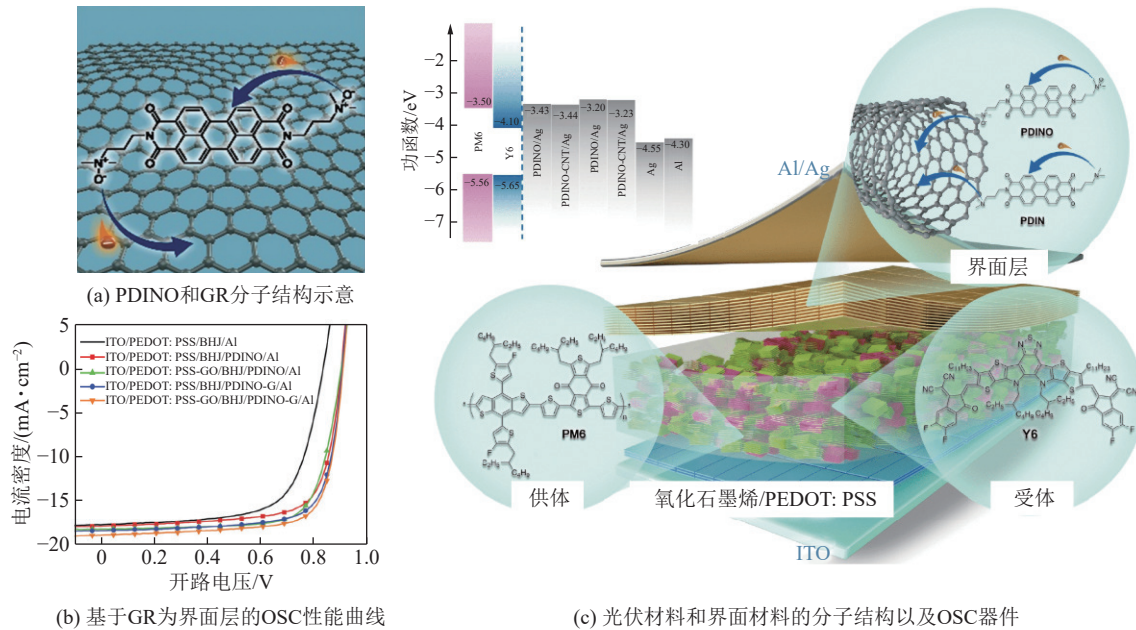 (a) PDINO和GR分子结构示意
5
0
−5
−10
−15
−20
0
0.2
0.4
0.6
0.8
1.0
电流密度/(mA·cm⁻²)
开路电压/V
ITO/PEDOT: PSS/BHJ/Al
ITO/PEDOT: PSS/BHJ/PDINO/Al
ITO/PEDOT: PSS-GO/BHJ/PDINO/Al
ITO/PEDOT: PSS/BHJ/PDINO-G/Al
ITO/PEDOT: PSS-GO/BHJ/PDINO-G/Al
(b) 基于GR为界面层的OSC性能曲线
功函数/eV
−2
−3
−4
−5
−6
−7
−3.50
PM6
−5.56
−4.10
Y6
−5.65
−3.43
PDINO/Ag
−3.44
PDINO-CNT/Ag
−3.20
PDINO/Ag
−3.23
PDINO-CNT/Ag
−4.55
Ag
−4.30
Al
Al/Ag
PDINO
PDIN
界面层
PM6
供体
氧化石墨烯/PEDOT: PSS
ITO
Y6
受体
(c) 光伏材料和界面材料的分子结构以及OSC器件